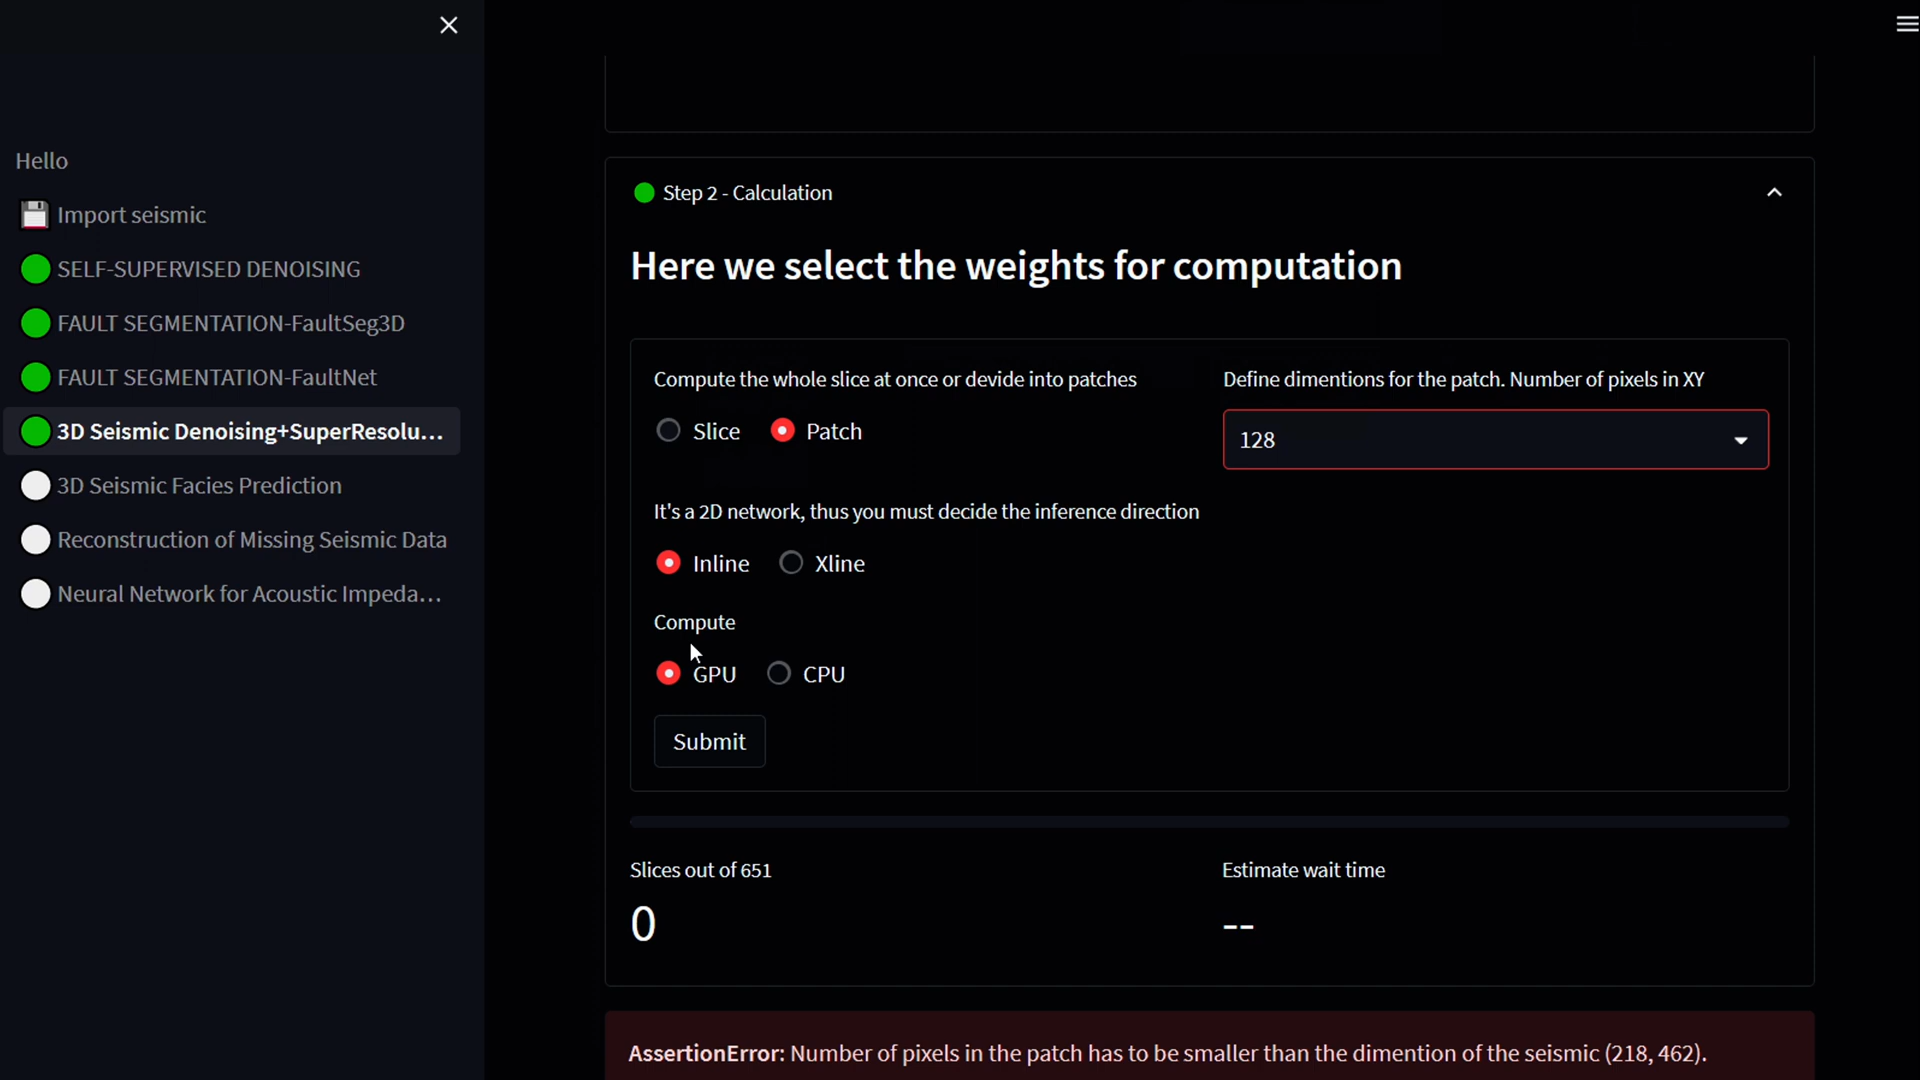 Hello
Import seismic
SELF-SUPERVISED DENOISING
FAULT SEGMENTATION-FaultSeg3D
FAULT SEGMENTATION-FaultNet
3D Seismic Denoising+SuperResolu...
3D Seismic Facies Prediction
Reconstruction of Missing Seismic Data
Neural Network for Acoustic Impeda...
Step 2 - Calculation
Here we select the weights for computation
Compute the whole slice at once or devide into patches
Slice Patch
Define dimentions for the patch. Number of pixels in XY
128
It's a 2D network, thus you must decide the inference direction
Inline Xline
Compute
GPU CPU
Submit
Slices out of 651
0
Estimate wait time
--
AssertionError: Number of pixels in the patch has to be smaller than the dimention of the seismic (218, 462).